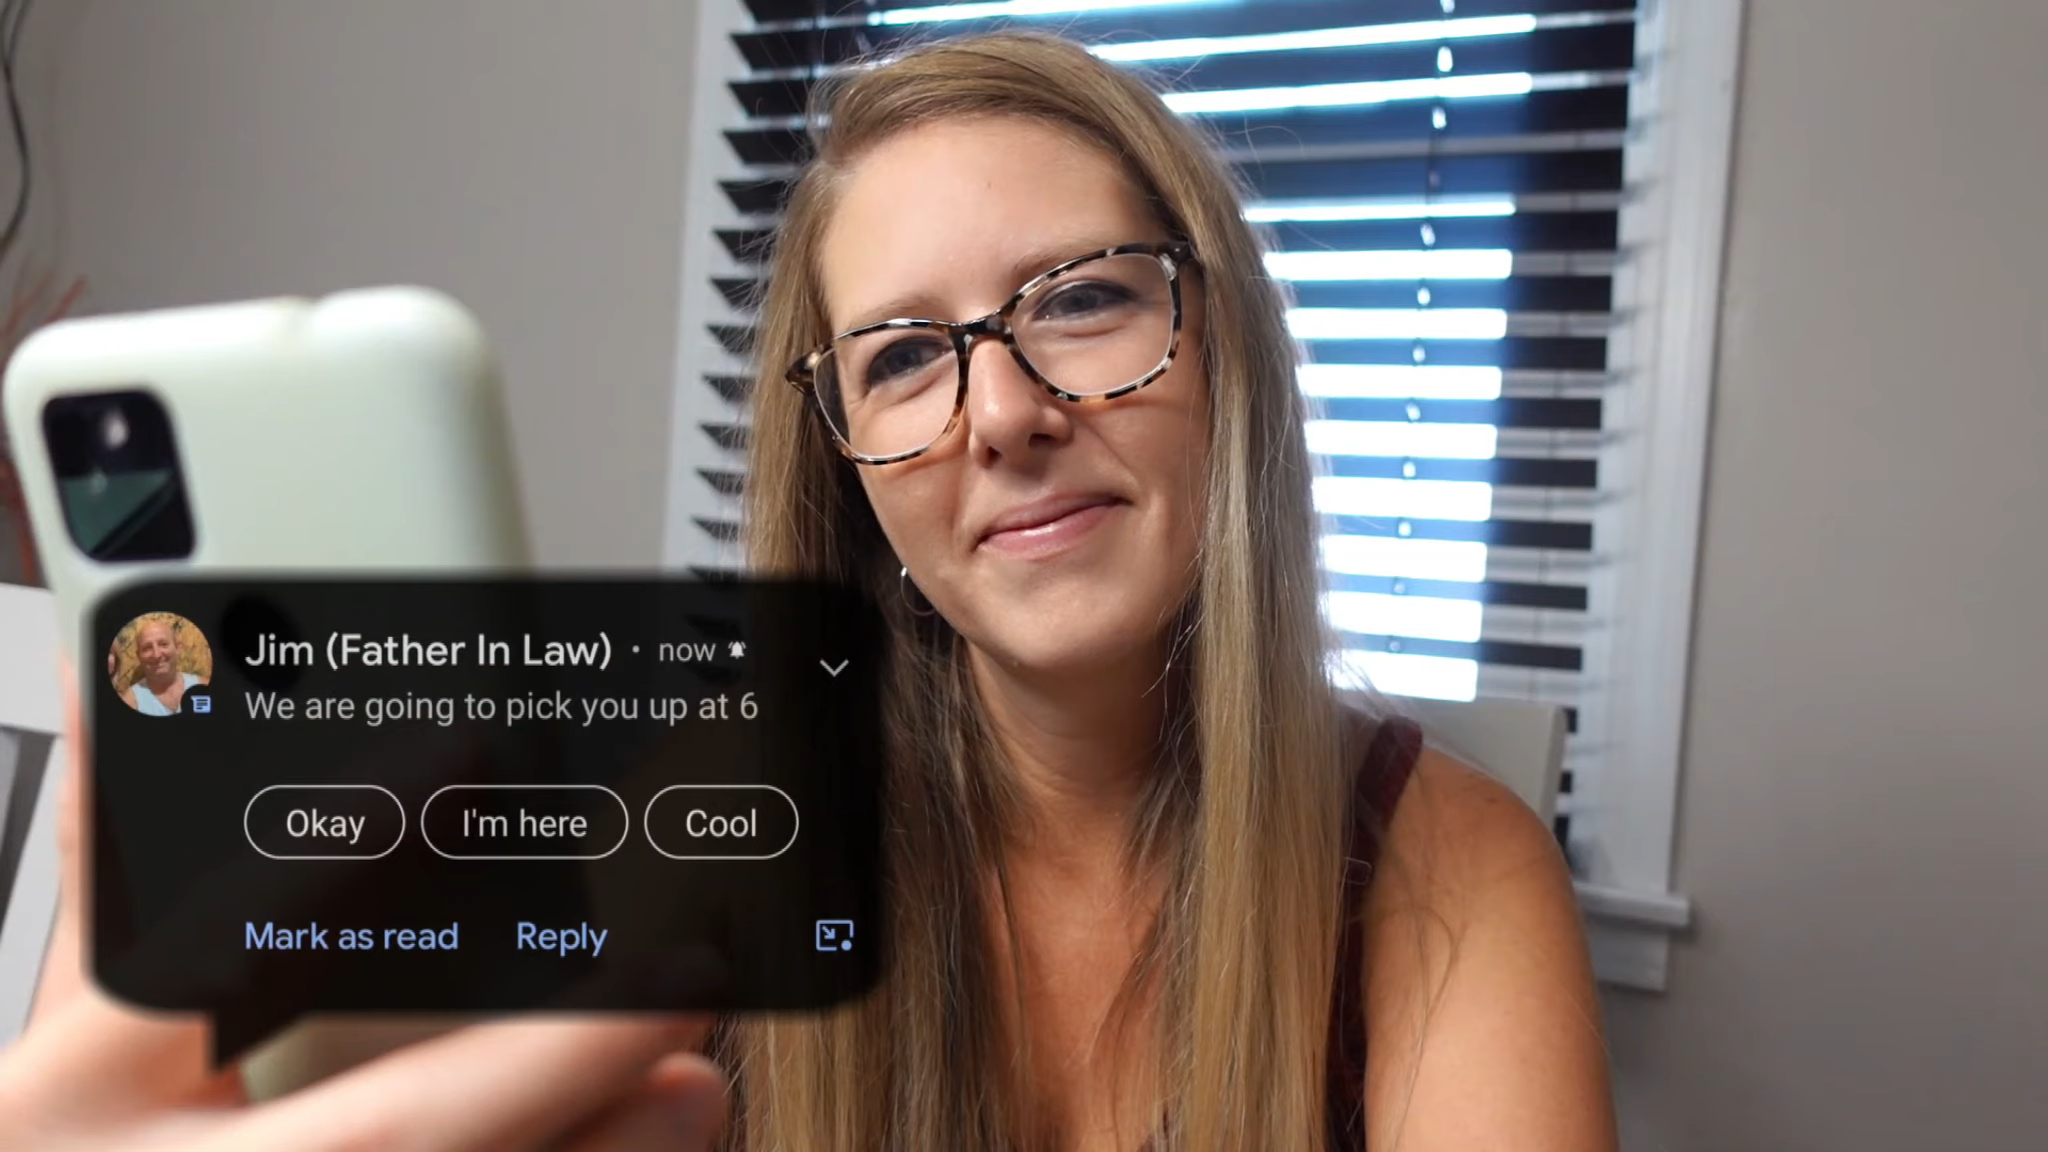 Jim (Father In Law) • now
We are going to pick you up at 6
Okay I'm here Cool
Mark as read Reply